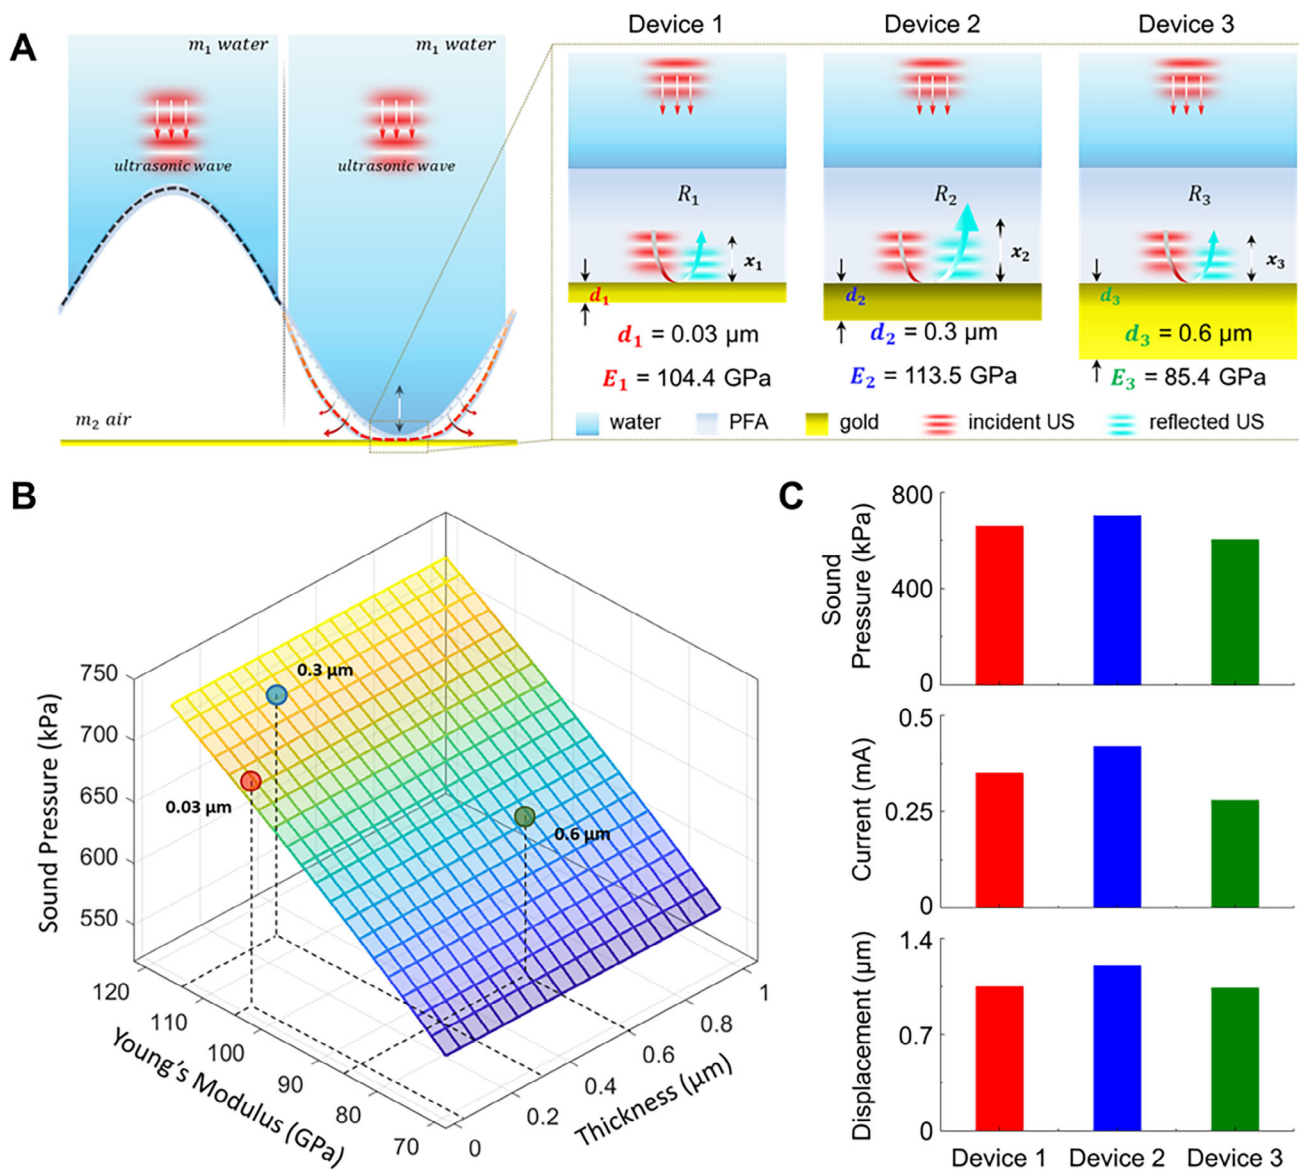 A
m₁ water
m₁ water
ultrasonic wave
ultrasonic wave
m₂ air
Device 1
Device 2
Device 3
R₁
R₂
R₃
x₁
x₂
x₃
d₁
d₂
d₃
d₁ = 0.03 µm
d₂ = 0.3 µm
d₃ = 0.6 µm
E₁ = 104.4 GPa
E₂ = 113.5 GPa
E₃ = 85.4 GPa
water
PFA
gold
incident US
reflected US
B
Sound Pressure (kPa)
750
700
650
600
550
0.3 µm
0.03 µm
0.6 µm
120
110
100
90
80
70
Young's Modulus (GPa)
0
0.2
0.4
0.6
0.8
1
Thickness (µm)
C
Sound
Pressure (kPa)
800
400
0
Current (mA)
0.5
0.25
0
Displacement (µm)
1.4
0.7
0
Device 1
Device 2
Device 3